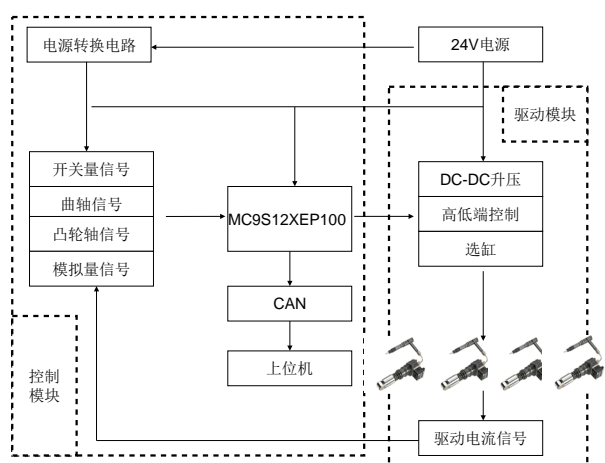 电源转换电路
24V电源
驱动模块
开关量信号
曲轴信号
凸轮轴信号
模拟量信号
MC9S12XEP100
DC-DC升压
高低端控制
选缸
CAN
上位机
控制
模块
驱动电流信号